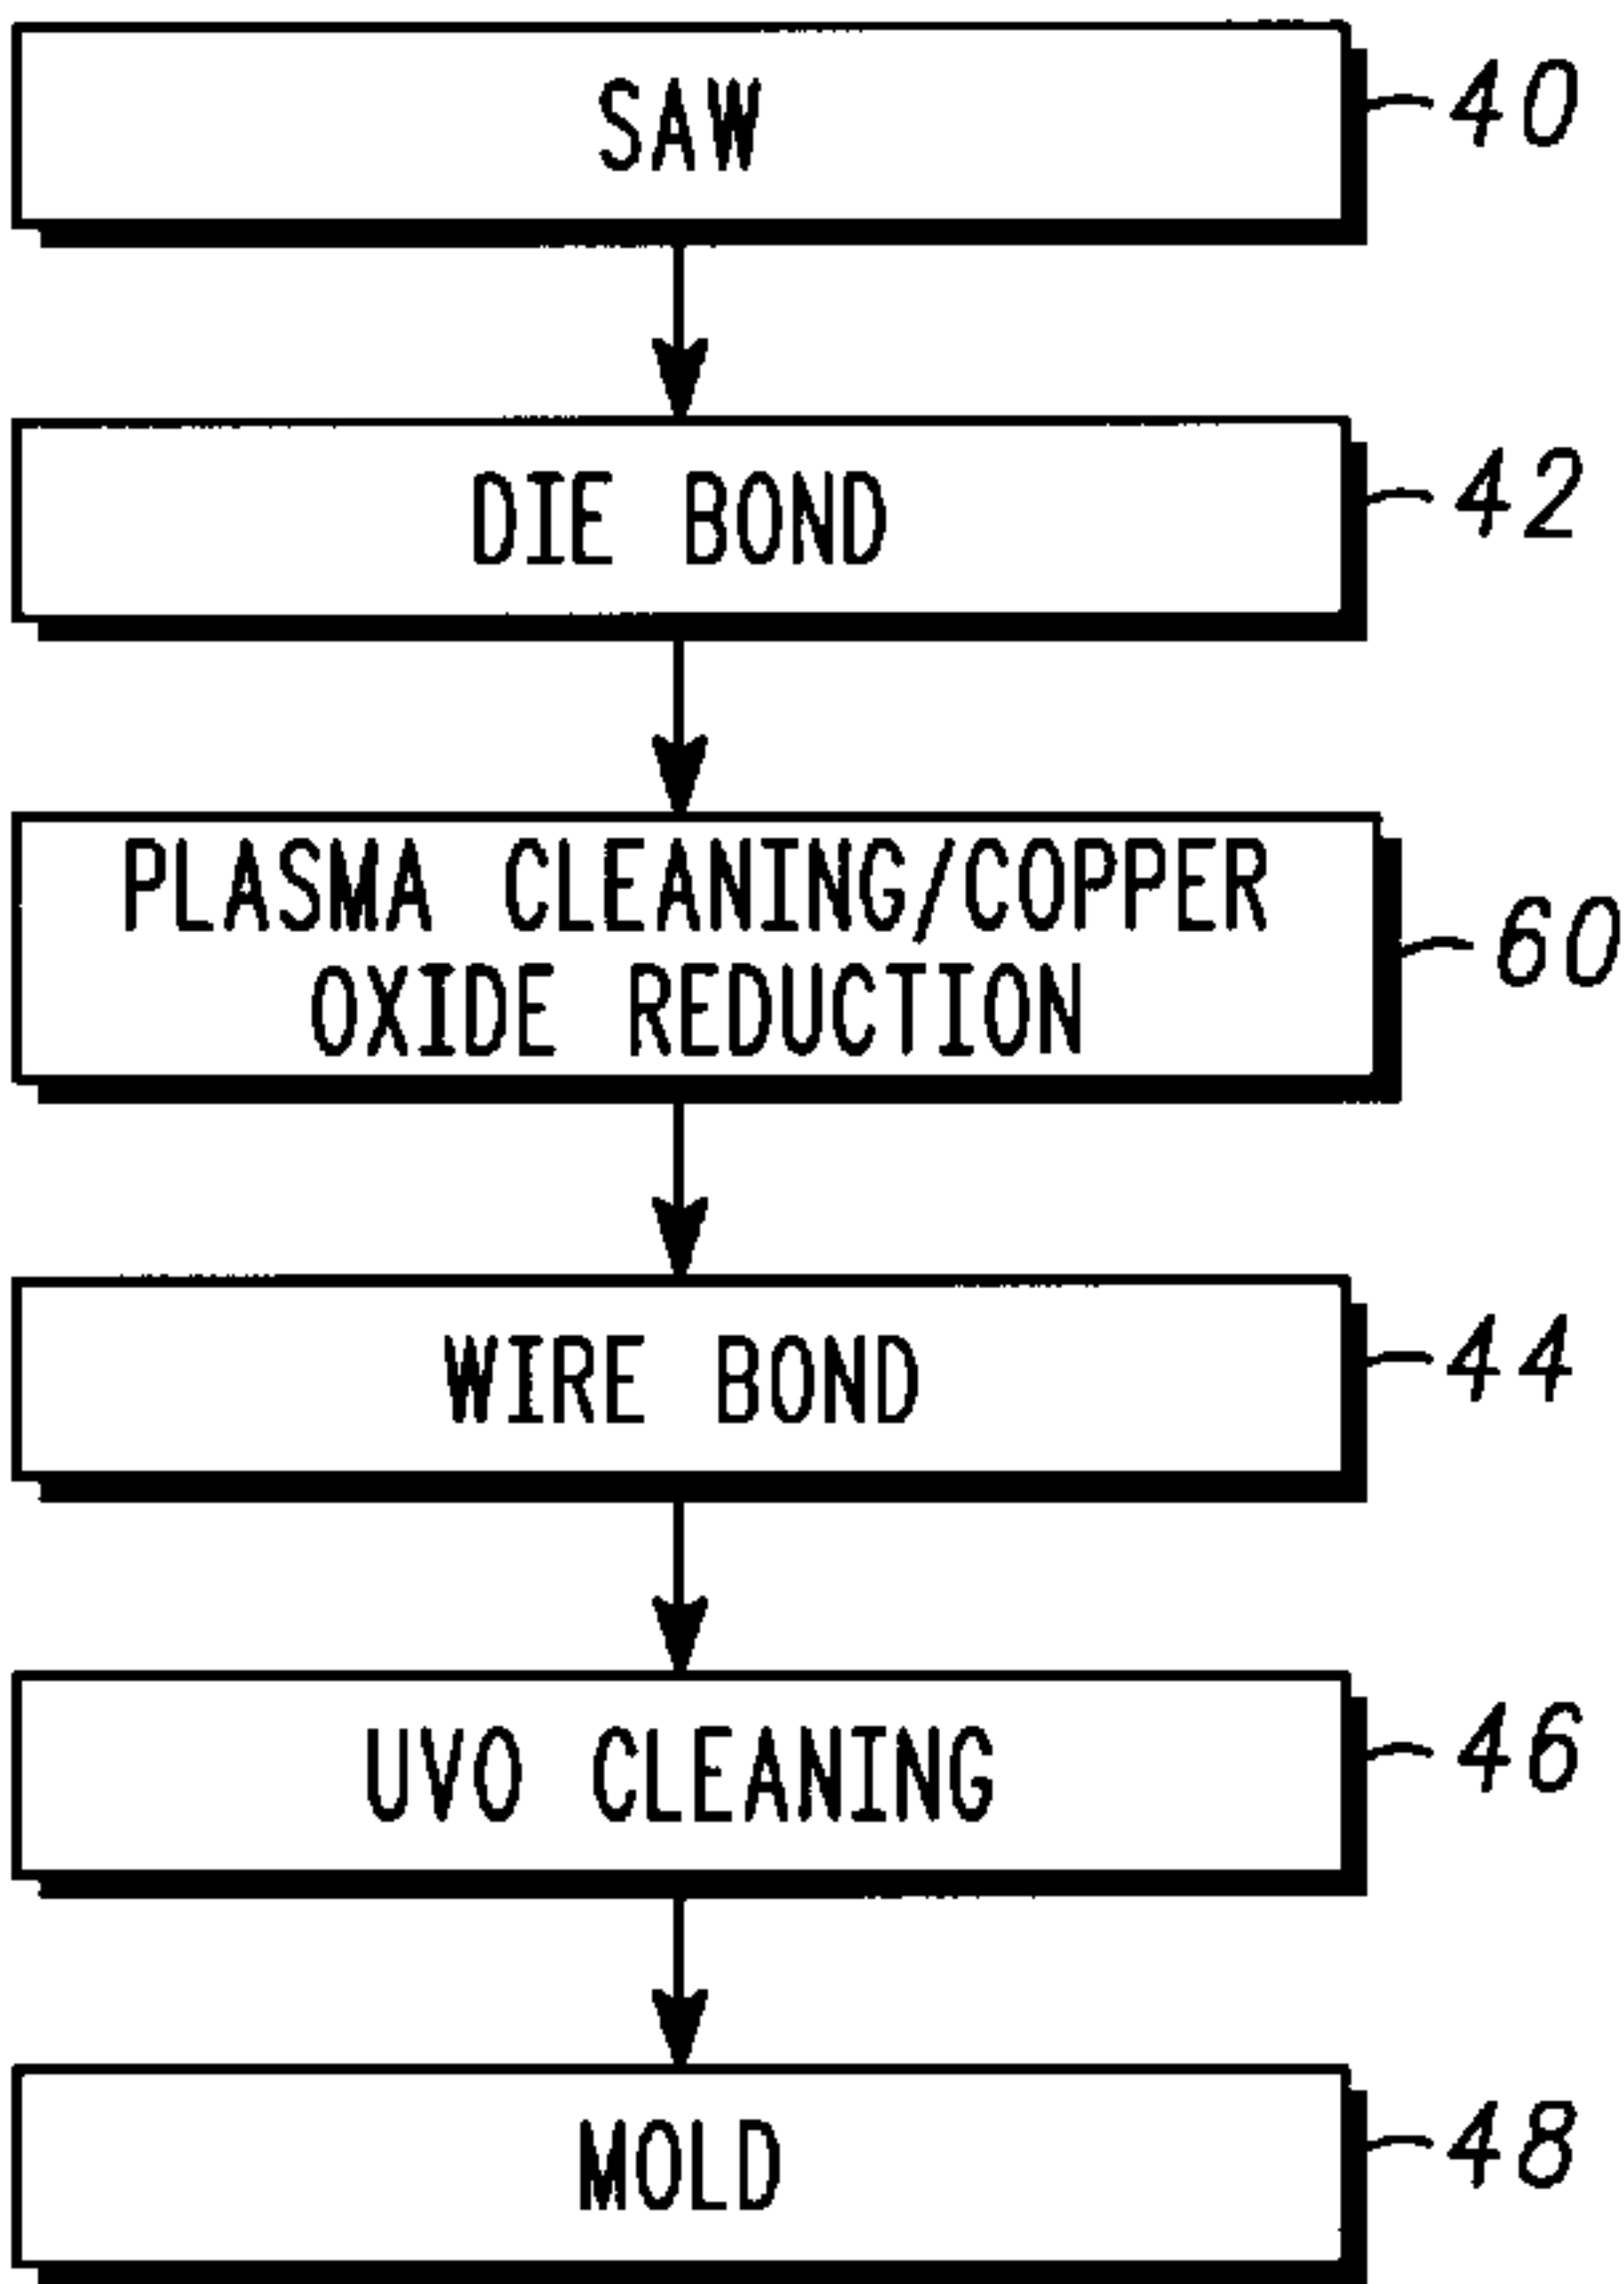 SAW
40
DIE BOND
42
PLASMA CLEANING/COPPER
OXIDE REDUCTION
60
WIRE BOND
44
UVO CLEANING
46
MOLD
48